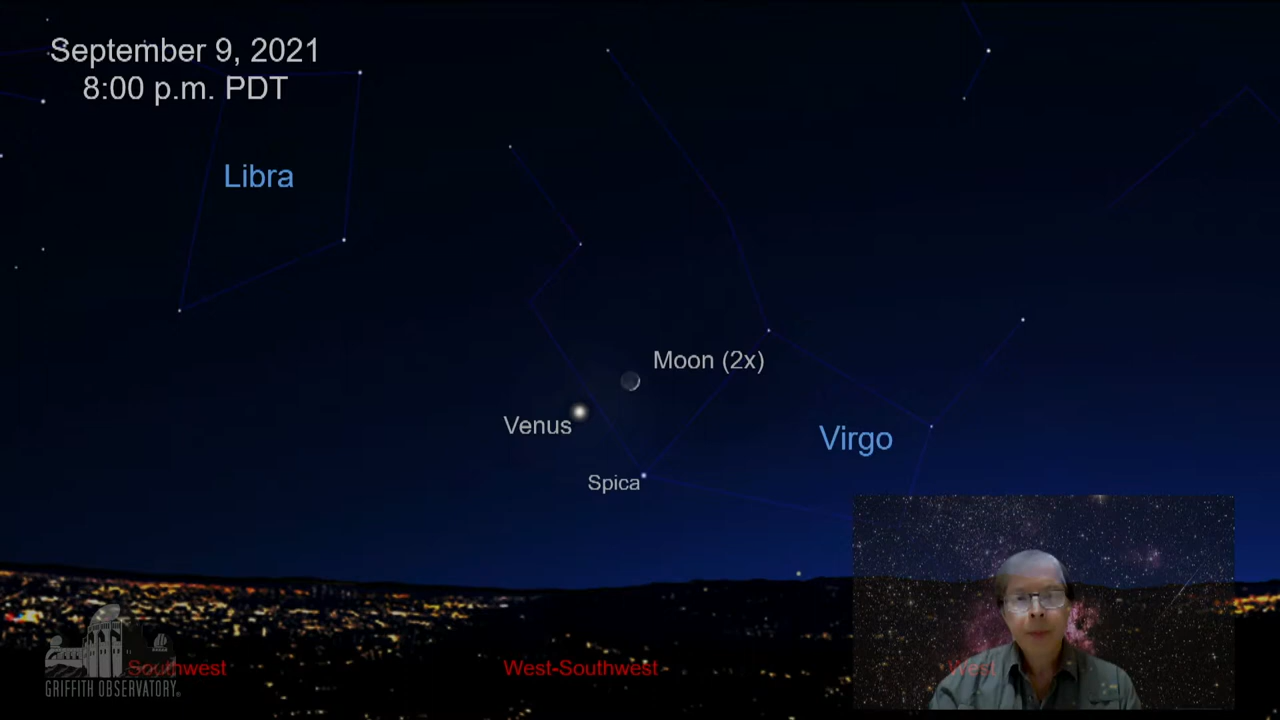 September 9, 2021
8:00 p.m. PDT
Libra
Moon (2x)
Venus
Virgo
Spica
Southwest
West-Southwest
West
GRIFFITH OBSERVATORY®